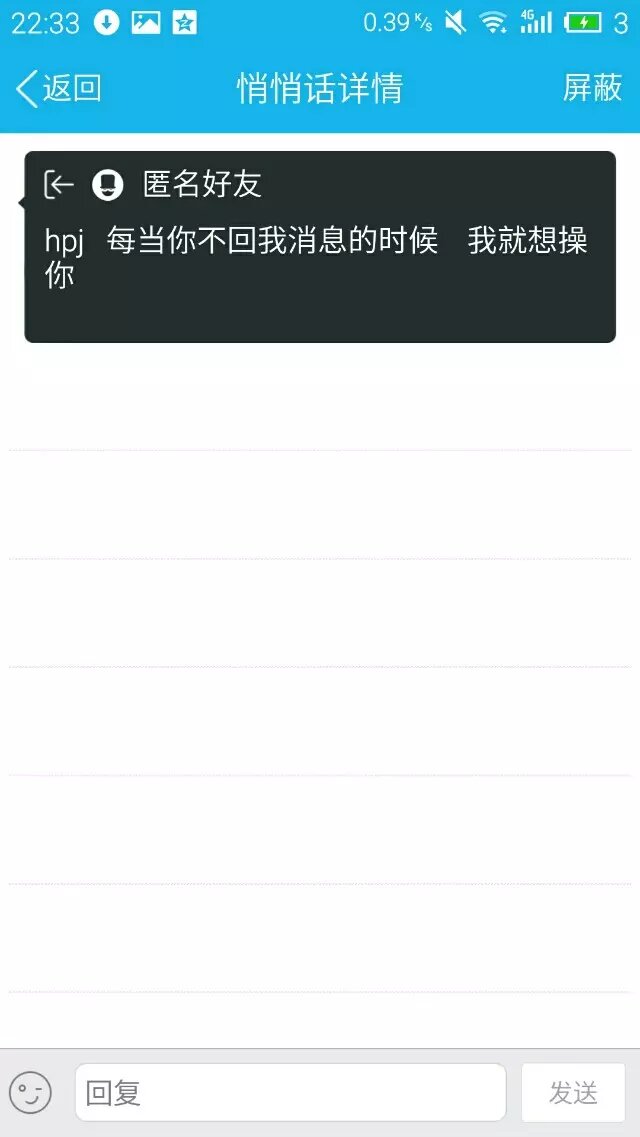 22:33 0.39 K/s 4G 3
返回 悄悄话详情 屏蔽
匿名好友
hpj 每当你不回我消息的时候 我就想操
你
回复 发送